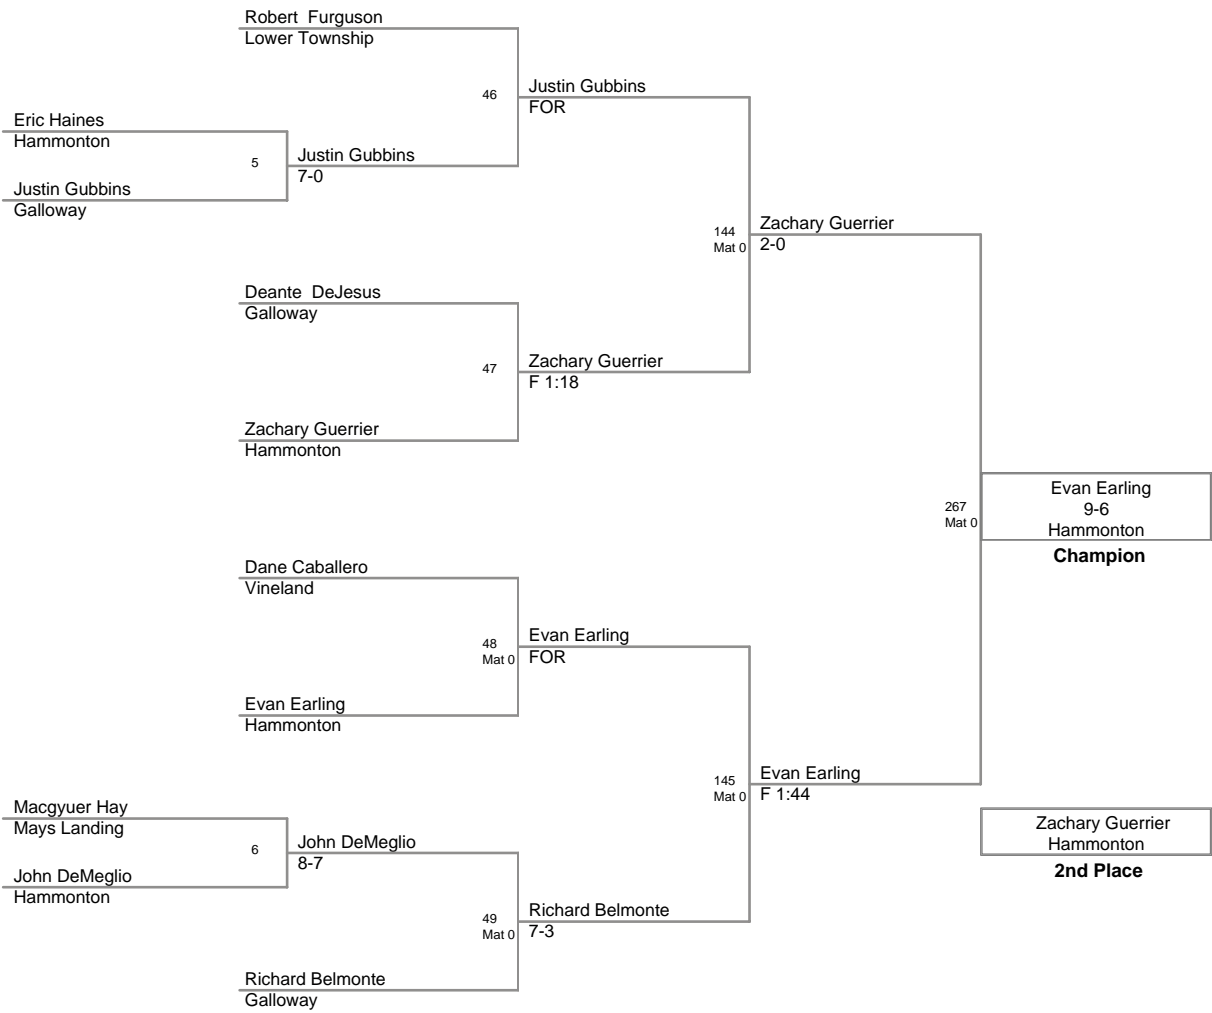 Robert  Furguson
Lower Township
46
Justin Gubbins
FOR
Eric Haines
Hammonton
5
Justin Gubbins
7-0
Justin Gubbins
Galloway
144
Mat 0
Zachary Guerrier
2-0
Deante  DeJesus
Galloway
47
Zachary Guerrier
F 1:18
Zachary Guerrier
Hammonton
267
Mat 0
Evan Earling
9-6
Hammonton
Champion
Dane Caballero
Vineland
48
Mat 0
Evan Earling
FOR
Evan Earling
Hammonton
145
Mat 0
Evan Earling
F 1:44
Macgyuer Hay
Mays Landing
6
John DeMeglio
8-7
John DeMeglio
Hammonton
Zachary Guerrier
Hammonton
2nd Place
49
Mat 0
Richard Belmonte
7-3
Richard Belmonte
Galloway